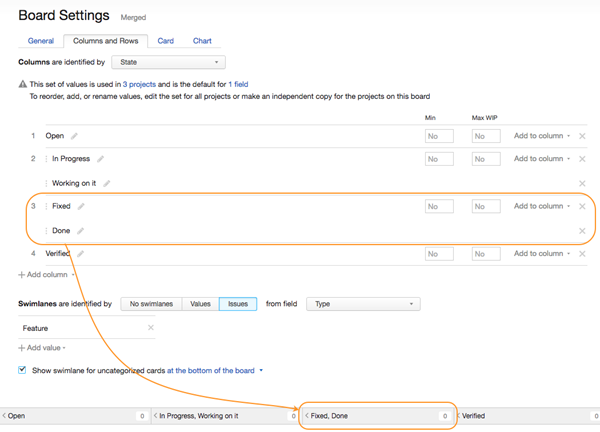 Board Settings Merged
General Columns and Rows Card Chart
Columns are identified by State
This set of values is used in 3 projects and is the default for 1 field
To reorder, add, or rename values, edit the set for all projects or make an independent copy for the projects on this board
Min Max WIP
1 Open No No Add to column
2 In Progress No No Add to column
Working on it
3 Fixed No No Add to column
Done
4 Verified No No Add to column
+ Add column
Swimlanes are identified by No swimlanes Values Issues from field Type
Feature
+ Add value
Show swimlane for uncategorized cards at the bottom of the board
Open 0 In Progress, Working on it 0 Fixed, Done 0 Verified 0